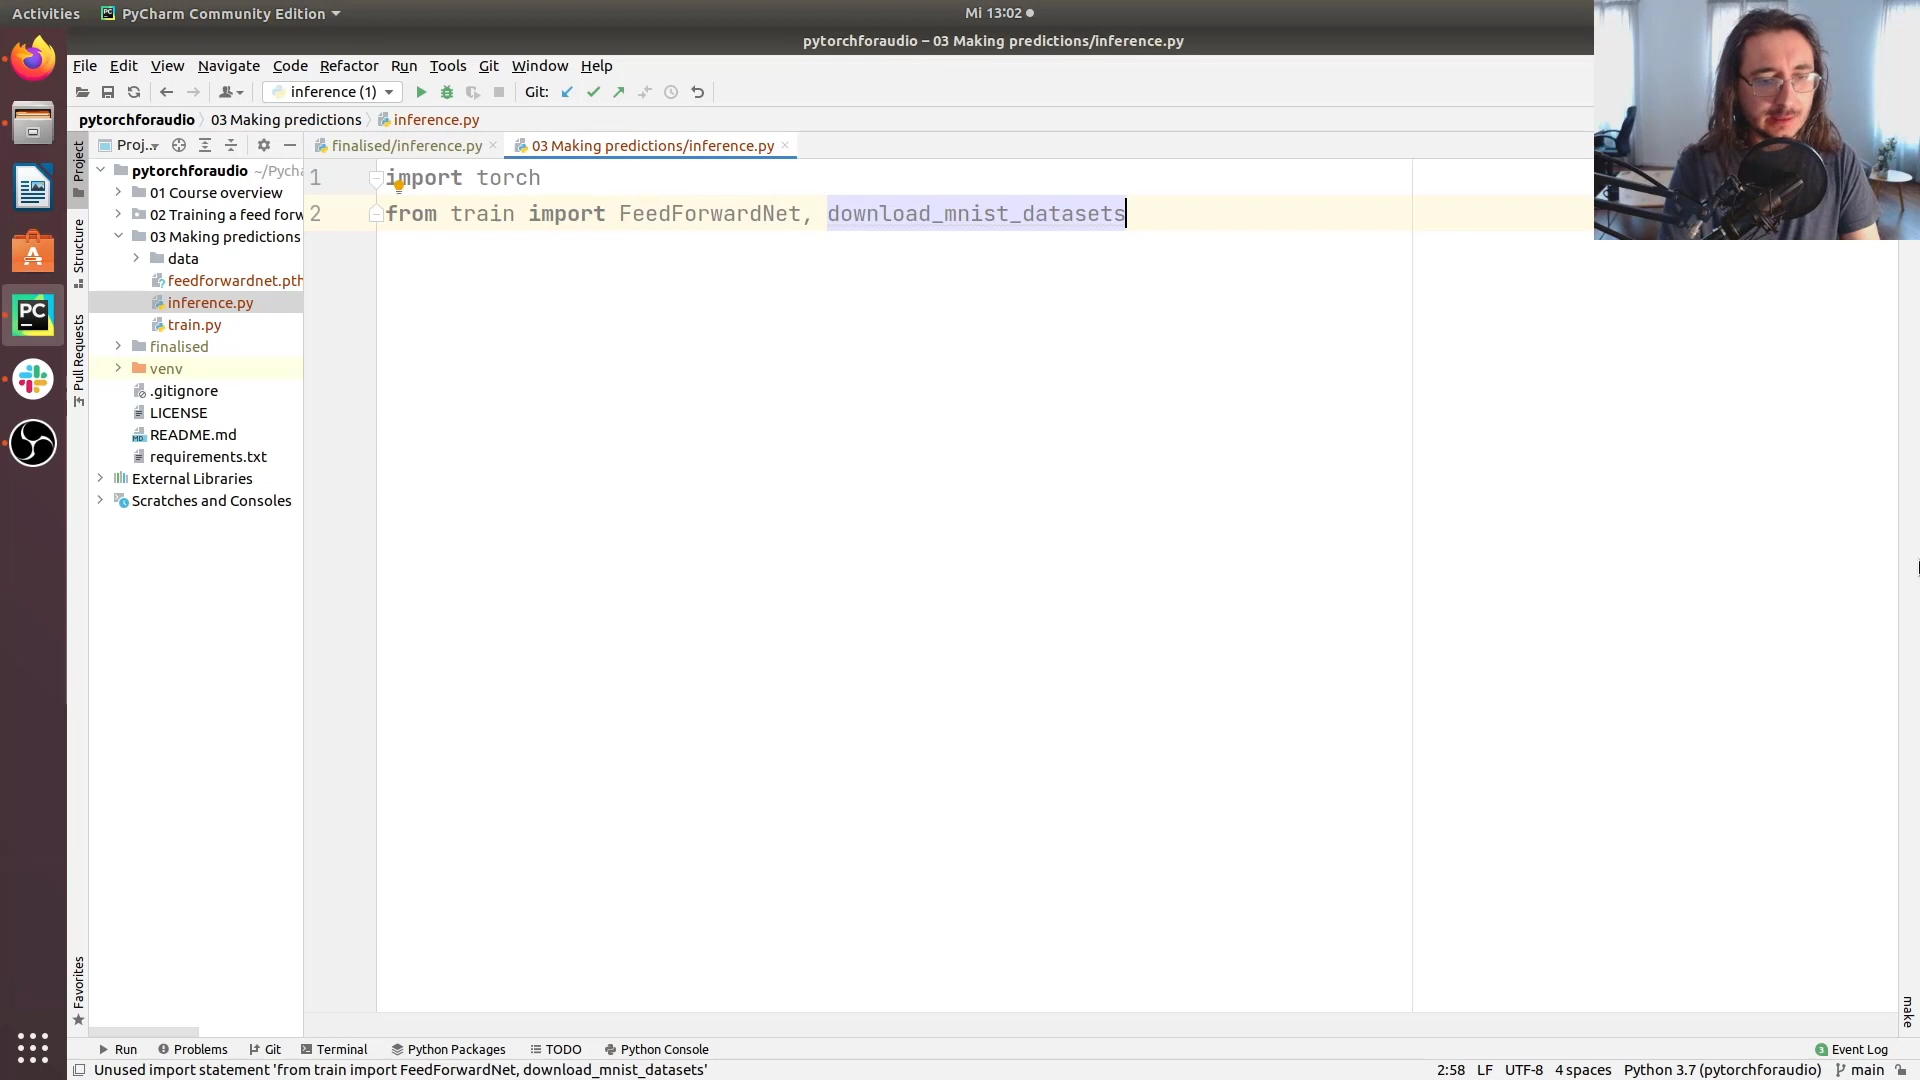 Activities PyCharm Community Edition Mi 13:02
pytorchforaudio – 03 Making predictions/inference.py
File Edit View Navigate Code Refactor Run Tools Git Window Help
inference (1) Git:
pytorchforaudio 03 Making predictions inference.py
Project Proj... finalised/inference.py 03 Making predictions/inference.py
pytorchforaudio ~/Pycha
01 Course overview
02 Training a feed forw
03 Making predictions
data
feedforwardnet.pth
inference.py
train.py
finalised
venv
.gitignore
LICENSE
README.md
requirements.txt
External Libraries
Scratches and Consoles
Structure
Pull Requests
Favorites
1 import torch
2 from train import FeedForwardNet, download_mnist_datasets
make
Run Problems Git Terminal Python Packages TODO Python Console 3 Event Log
Unused import statement 'from train import FeedForwardNet, download_mnist_datasets' 2:58 LF UTF-8 4 spaces Python 3.7 (pytorchforaudio) main